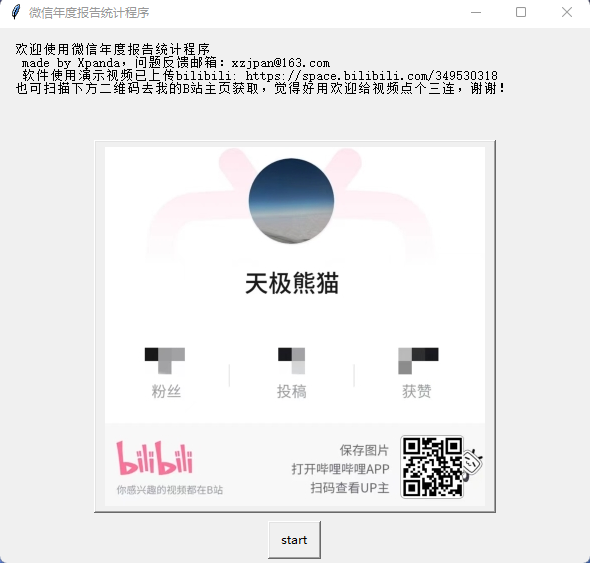 微信年度报告统计程序
欢迎使用微信年度报告统计程序
made by Xpanda，问题反馈邮箱：xzjpan@163.com
软件使用演示视频已上传bilibili: https://space.bilibili.com/349530318
也可扫描下方二维码去我的B站主页获取，觉得好用欢迎给视频点个三连，谢谢！
天极熊猫
粉丝 投稿 获赞
bilibili
你感兴趣的视频都在B站
保存图片
打开哔哩哔哩APP
扫码查看UP主
start